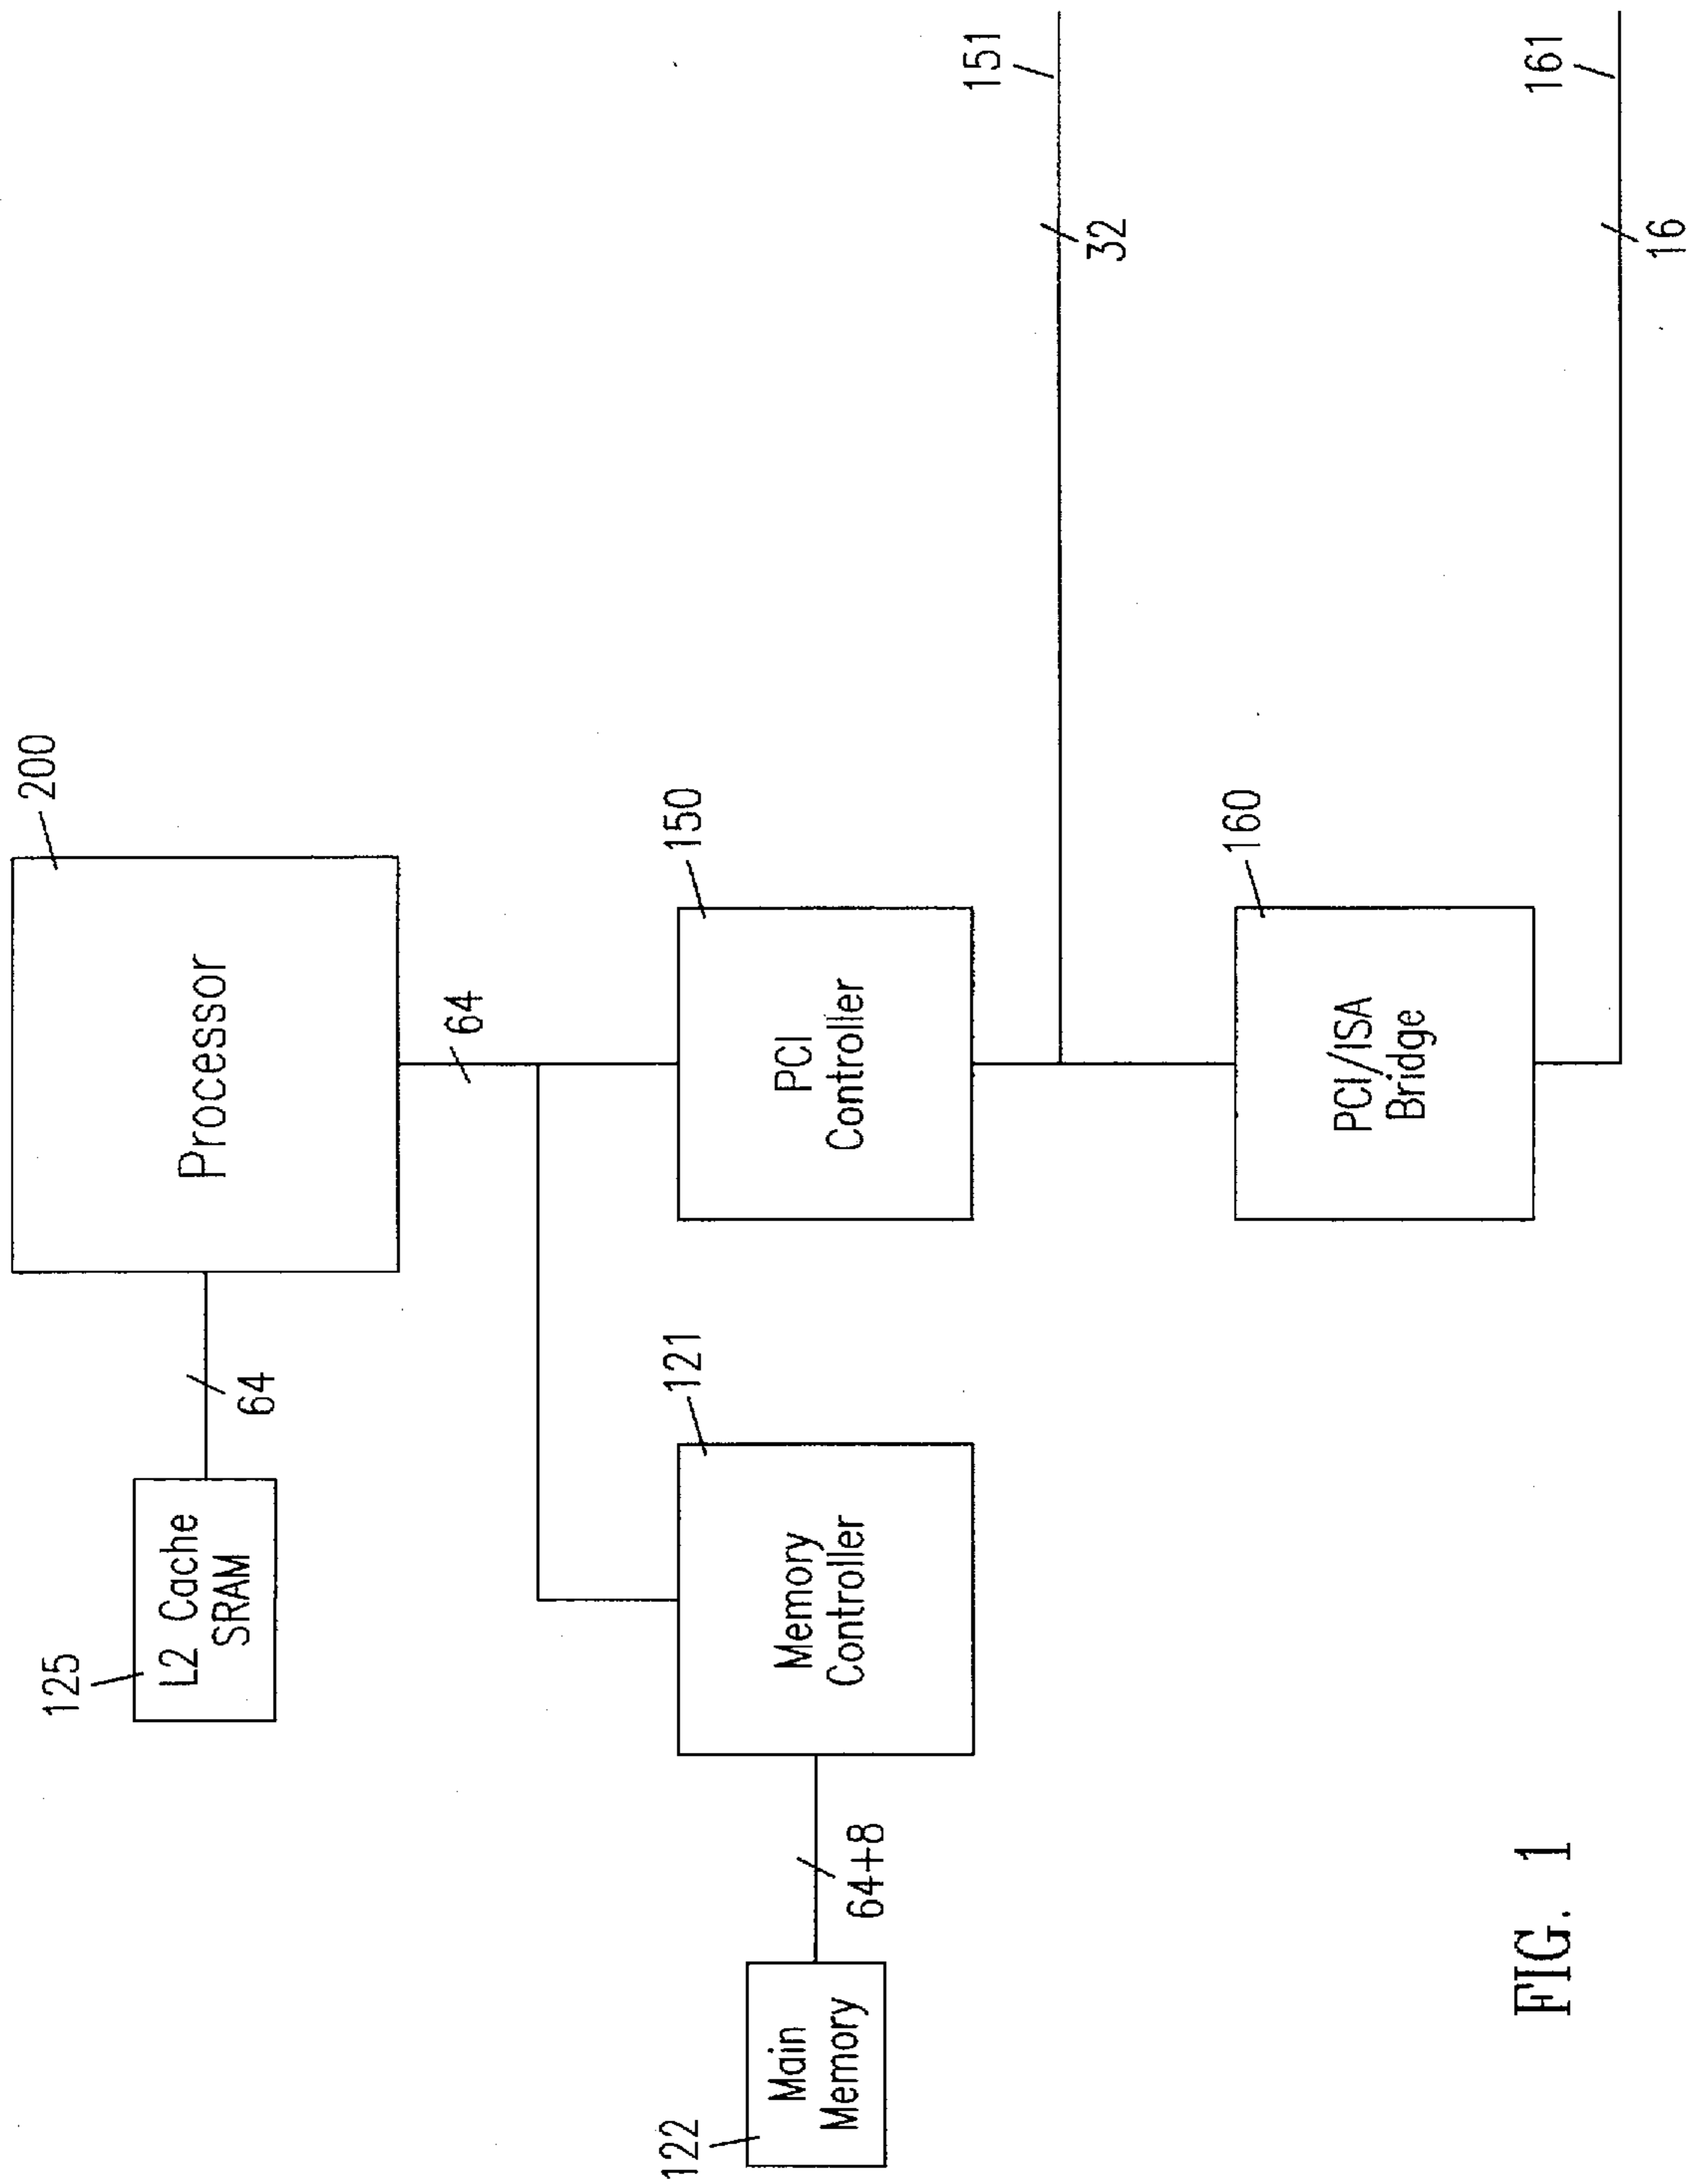 200
Processor
125
L2 Cache
SRAM
64
64
122
Main
Memory
64+8
121
Memory
Controller
150
PCI
Controller
151
32
160
PCI/ISA
Bridge
161
16
FIG. 1